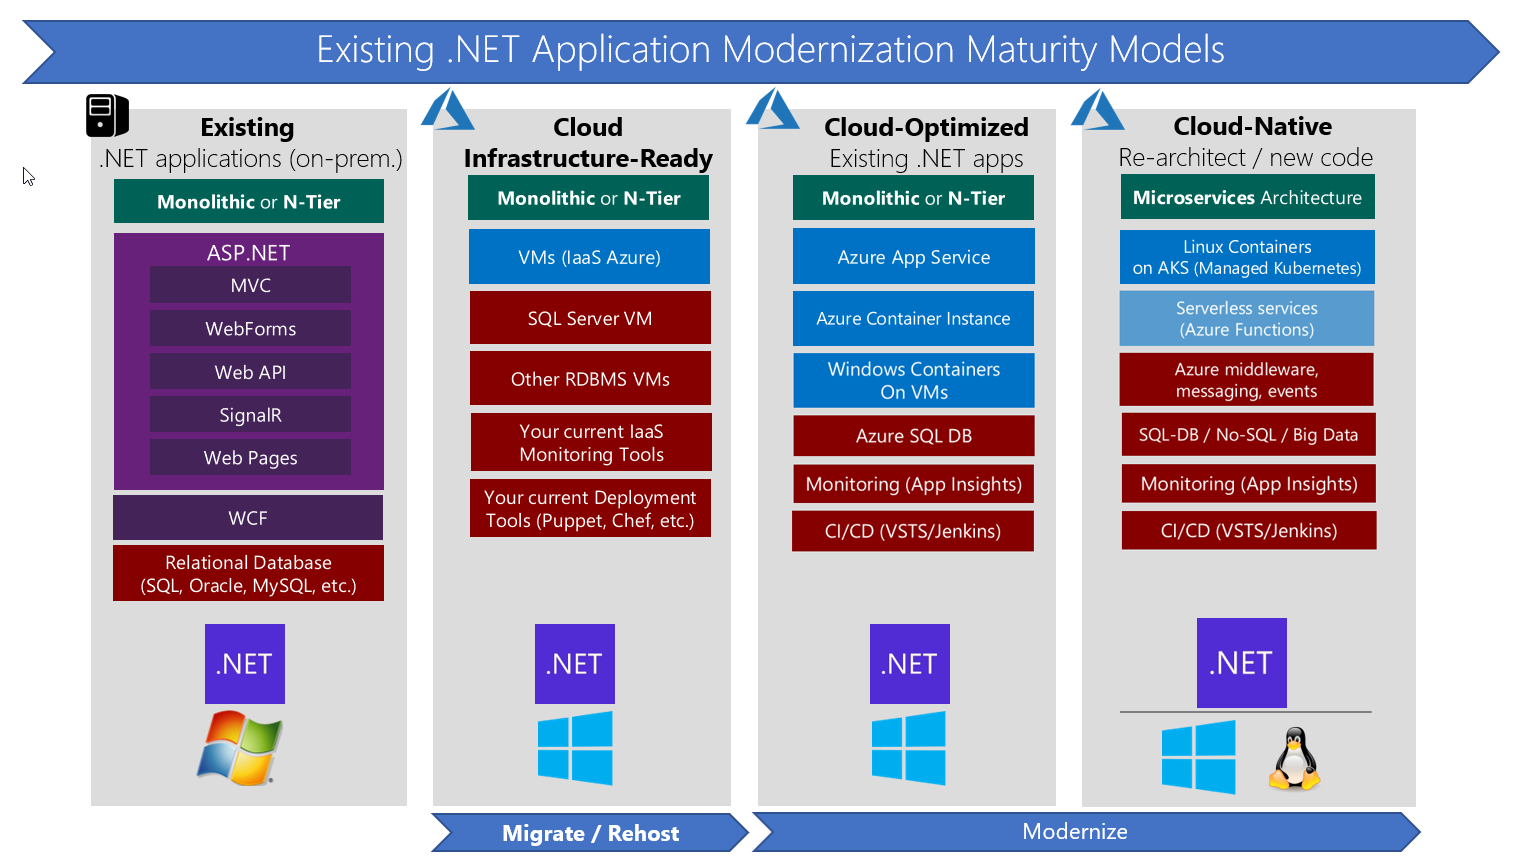 Existing .NET Application Modernization Maturity Models
Existing
.NET applications (on-prem.)
Monolithic or N-Tier
ASP.NET
MVC
WebForms
Web API
SignalR
Web Pages
WCF
Relational Database
(SQL, Oracle, MySQL, etc.)
.NET
Cloud
Infrastructure-Ready
Monolithic or N-Tier
VMs (IaaS Azure)
SQL Server VM
Other RDBMS VMs
Your current IaaS
Monitoring Tools
Your current Deployment
Tools (Puppet, Chef, etc.)
.NET
Cloud-Optimized
Existing .NET apps
Monolithic or N-Tier
Azure App Service
Azure Container Instance
Windows Containers
On VMs
Azure SQL DB
Monitoring (App Insights)
CI/CD (VSTS/Jenkins)
.NET
Cloud-Native
Re-architect / new code
Microservices Architecture
Linux Containers
on AKS (Managed Kubernetes)
Serverless services
(Azure Functions)
Azure middleware,
messaging, events
SQL-DB / No-SQL / Big Data
Monitoring (App Insights)
CI/CD (VSTS/Jenkins)
.NET
Migrate / Rehost
Modernize